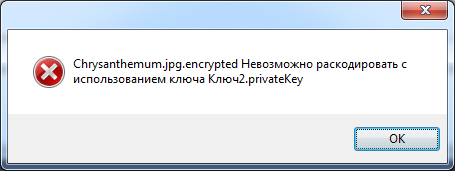 Chrysanthemum.jpg.encrypted Невозможно раскодировать с
использованием ключа Ключ2.privateKey
OK